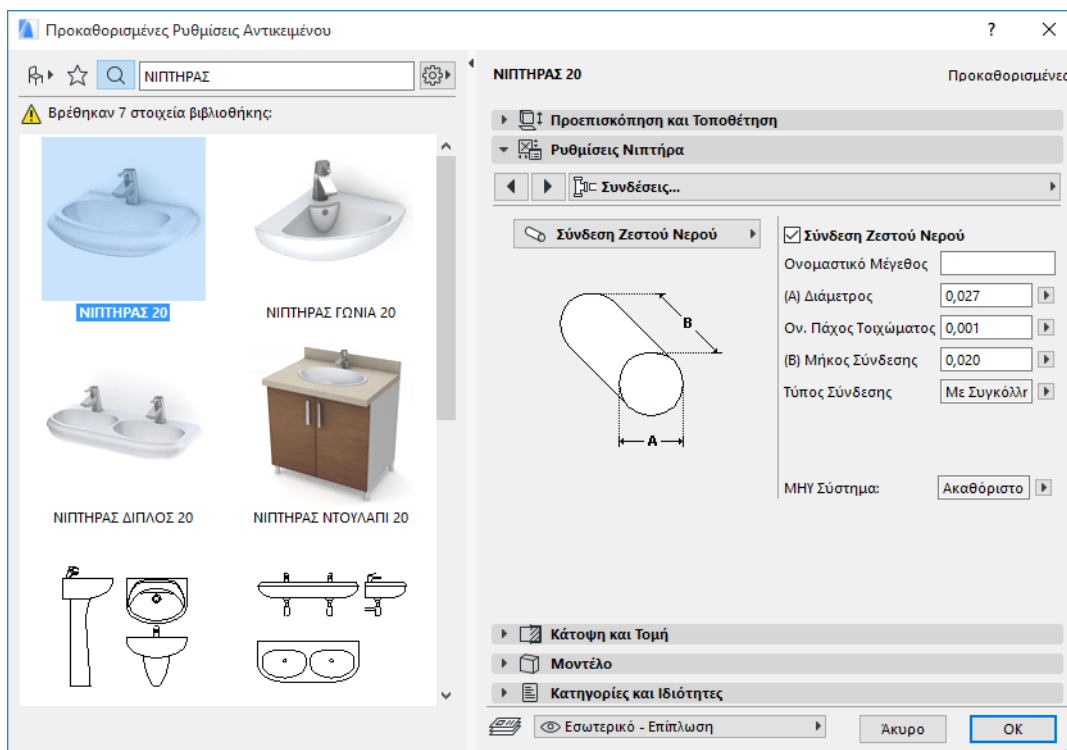 Προκαθορισμένες Ρυθμίσεις Αντικειμένου
?
ΝΙΠΤΗΡΑΣ
Βρέθηκαν 7 στοιχεία βιβλιοθήκης:
ΝΙΠΤΗΡΑΣ 20
ΝΙΠΤΗΡΑΣ ΓΩΝΙΑ 20
ΝΙΠΤΗΡΑΣ ΔΙΠΛΟΣ 20
ΝΙΠΤΗΡΑΣ ΝΤΟΥΛΑΠΙ 20
ΝΙΠΤΗΡΑΣ 20
Προκαθορισμένες
Προεπισκόπηση και Τοποθέτηση
Ρυθμίσεις Νιπτήρα
Συνδέσεις...
Σύνδεση Ζεστού Νερού
B
A
Σύνδεση Ζεστού Νερού
Ονομαστικό Μέγεθος
(Α) Διάμετρος 0,027
Ον. Πάχος Τοιχώματος 0,001
(Β) Μήκος Σύνδεσης 0,020
Τύπος Σύνδεσης Με Συγκόλλη
ΜΗΥ Σύστημα: Ακαθόριστο
Κάτοψη και Τομή
Μοντέλο
Κατηγορίες και Ιδιότητες
Εσωτερικό - Επίπλωση
Άκυρο
OK